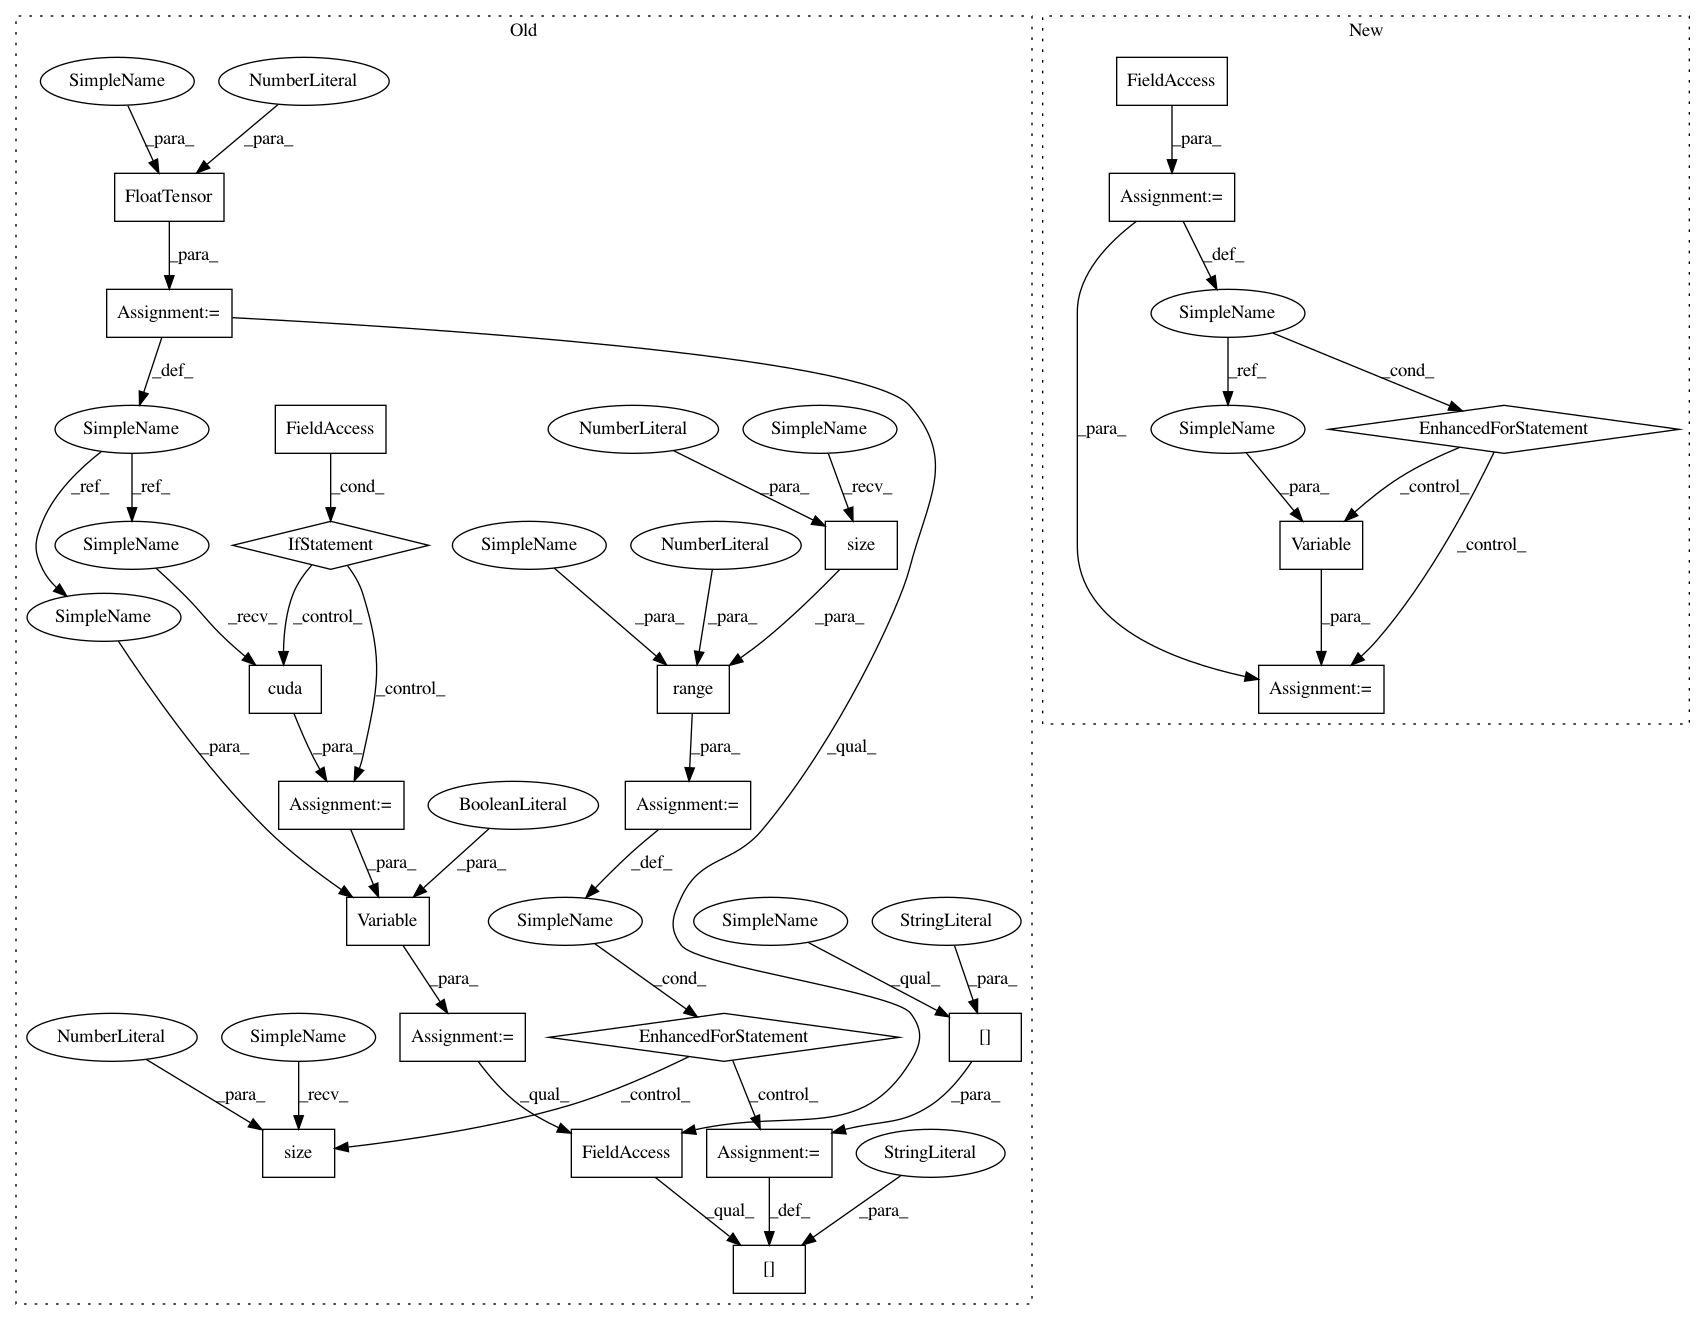 Old
New
SimpleName
NumberLiteral
FieldAccess
_para_
_para_
_para_
FloatTensor
Assignment:=
_para_
_def_
Assignment:=
SimpleName
_def_
_ref_
_cond_
SimpleName
FieldAccess
NumberLiteral
SimpleName
_para_
SimpleName
EnhancedForStatement
_ref_
_ref_
_cond_
_para_
_recv_
_para_
_control_
SimpleName
IfStatement
SimpleName
NumberLiteral
size
Variable
_control_
SimpleName
_recv_
_control_
_para_
_para_
_para_
_para_
cuda
_control_
range
Assignment:=
_para_
_para_
_para_
_qual_
Assignment:=
BooleanLiteral
Assignment:=
_para_
_para_
_def_
Variable
SimpleName
SimpleName
StringLiteral
_para_
_cond_
_qual_
_para_
NumberLiteral
SimpleName
Assignment:=
EnhancedForStatement
[]
_para_
_recv_
_qual_
_control_
_control_
_para_
size
FieldAccess
Assignment:=
StringLiteral
_qual_
_def_
_para_
[]